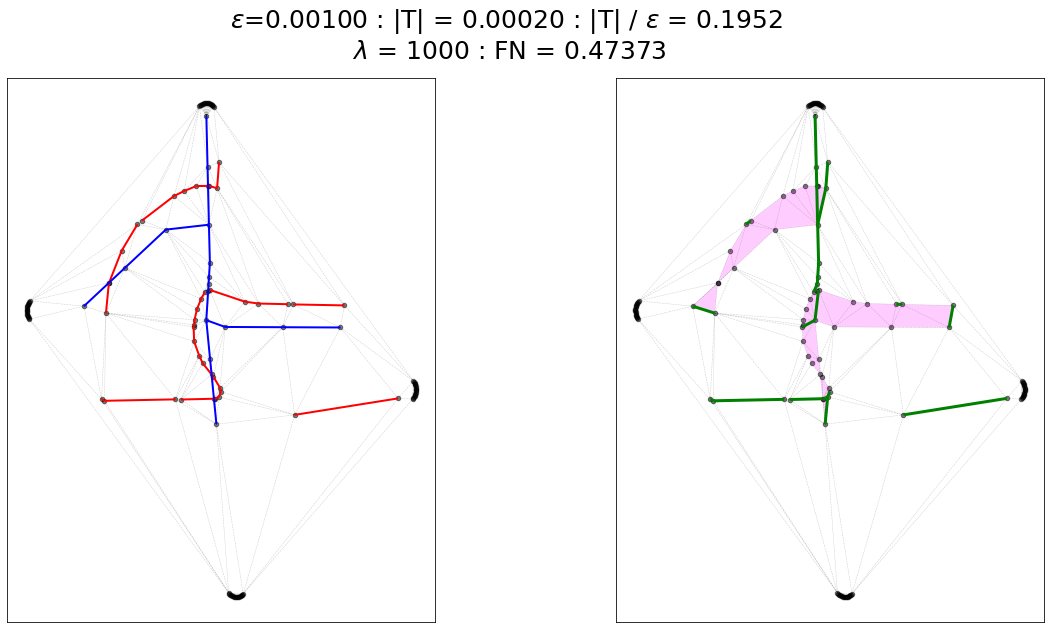 ε=0.00100 : |T| = 0.00020 : |T| / ε = 0.1952
λ = 1000 : FN = 0.47373